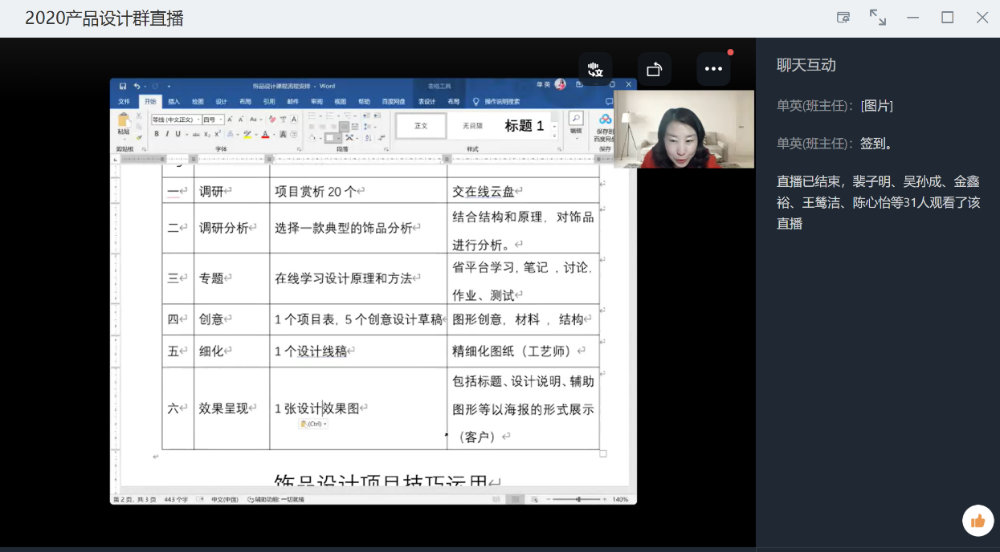 2020产品设计群直播
饰品设计课程流程安排 - Word
表格工具
单 英
文件 开始 插入 绘图 设计 布局 引用 邮件 审阅 视图 帮助 百度网盘 表设计 布局 操作说明搜索
等线 (中文正文) 四号
粘贴
剪贴板 字体 段落 样式
正文 无间隔 标题 1
编辑
保存到
百度网盘
保存
一 调研 项目赏析 20 个 交在线云盘
二 调研分析 选择一款典型的饰品分析 结合结构和原理，对饰品
进行分析。
三 专题 在线学习设计原理和方法 省平台学习, 笔记 ，讨论,
作业、测试
四 创意 1 个项目表，5 个创意设计草稿 图形创意，材料 ，结构
五 细化 1 个设计线稿 精细化图纸（工艺师）
六 效果呈现 1 张设计效果图 包括标题、设计说明、辅助
图形等以海报的形式展示
（客户）
(Ctrl)
饰品设计项目技巧运用
第 2 页，共 3 页 443 个字 中文(中国) 辅助功能: 一切就绪 140%
聊天互动
单英(班主任)：[图片]
单英(班主任)：签到。
直播已结束，裴子明、吴孙成、金鑫
裕、王髦洁、陈心怡等31人观看了该
直播